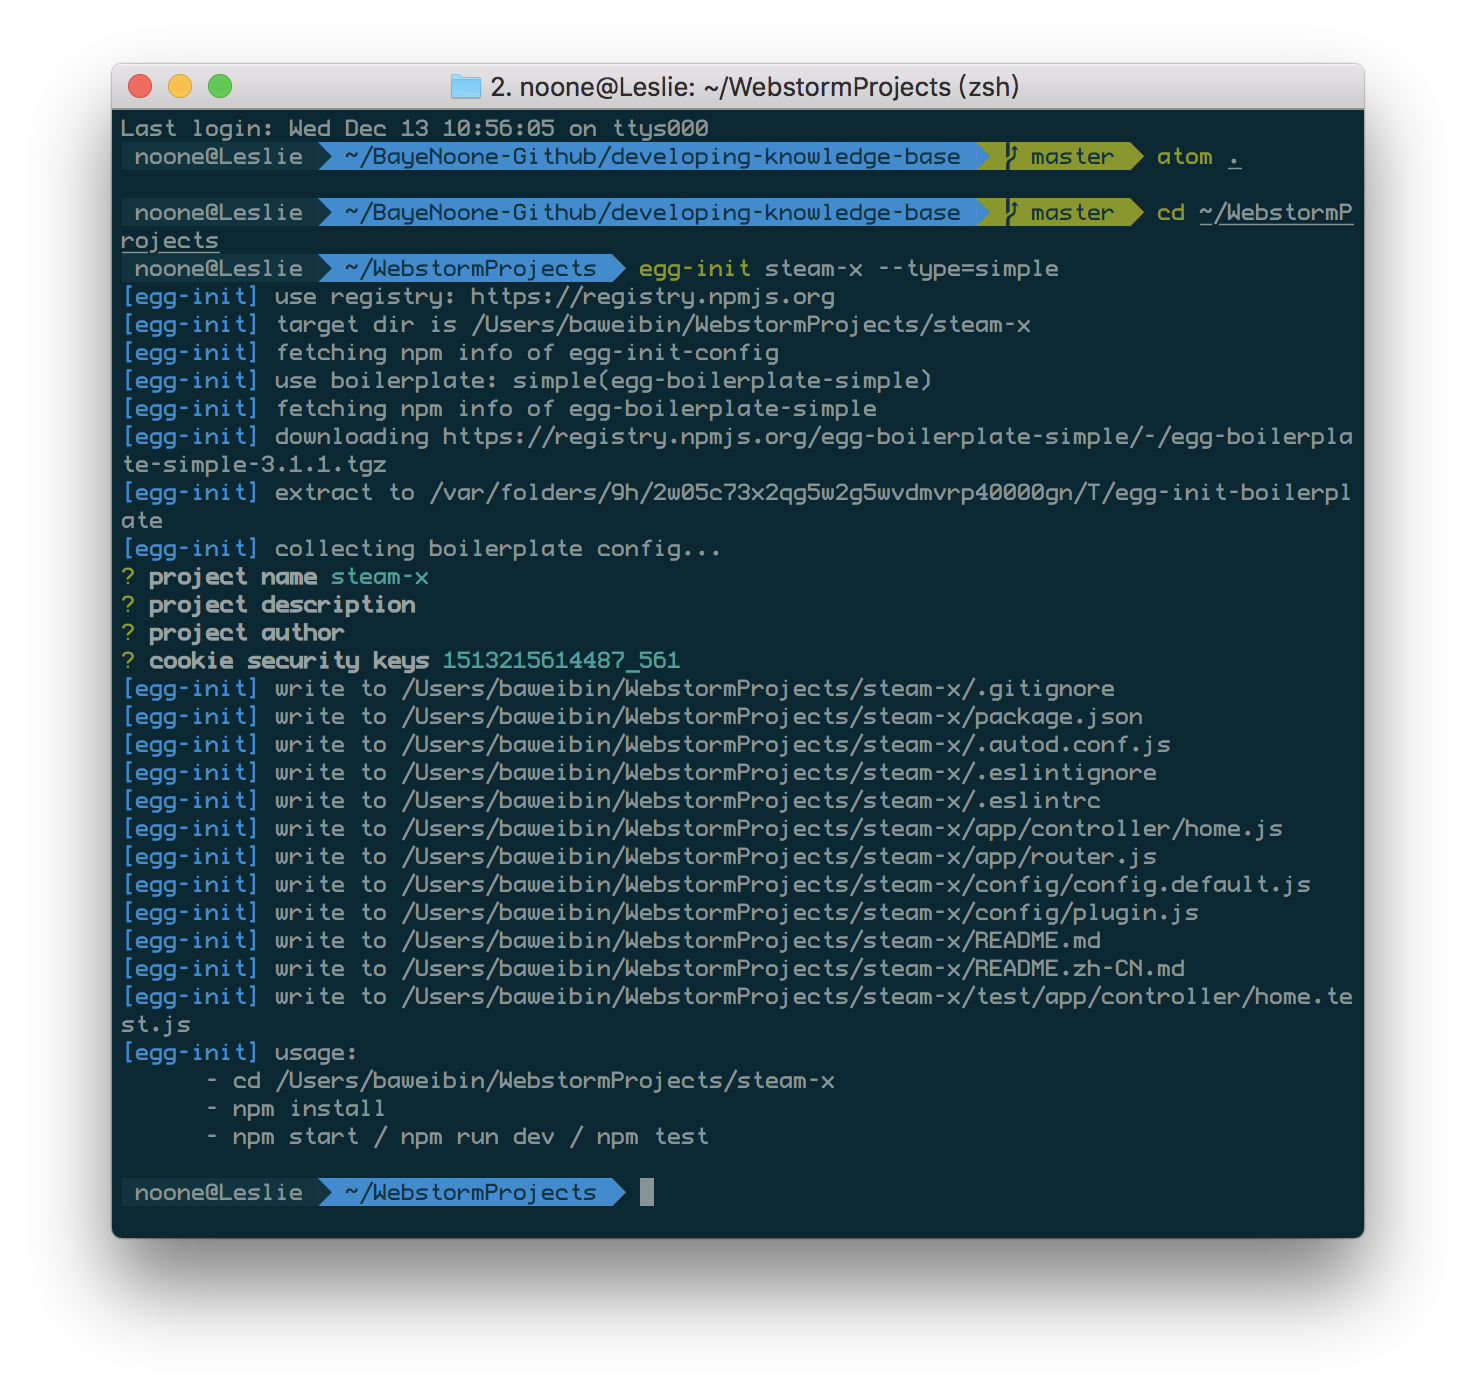 2. noone@Leslie: ~/WebstormProjects (zsh)
Last login: Wed Dec 13 10:56:05 on ttys000
noone@Leslie ~/BayeNoone-Github/developing-knowledge-base master atom .
noone@Leslie ~/BayeNoone-Github/developing-knowledge-base master cd ~/WebstormP
rojects
noone@Leslie ~/WebstormProjects egg-init steam-x --type=simple
[egg-init] use registry: https://registry.npmjs.org
[egg-init] target dir is /Users/baweibin/WebstormProjects/steam-x
[egg-init] fetching npm info of egg-init-config
[egg-init] use boilerplate: simple(egg-boilerplate-simple)
[egg-init] fetching npm info of egg-boilerplate-simple
[egg-init] downloading https://registry.npmjs.org/egg-boilerplate-simple/-/egg-boilerpla
te-simple-3.1.1.tgz
[egg-init] extract to /var/folders/9h/2w05c73x2qg5w2g5wvdmvrp40000gn/T/egg-init-boilerpl
ate
[egg-init] collecting boilerplate config...
? project name steam-x
? project description
? project author
? cookie security keys 1513215614487_561
[egg-init] write to /Users/baweibin/WebstormProjects/steam-x/.gitignore
[egg-init] write to /Users/baweibin/WebstormProjects/steam-x/package.json
[egg-init] write to /Users/baweibin/WebstormProjects/steam-x/.autod.conf.js
[egg-init] write to /Users/baweibin/WebstormProjects/steam-x/.eslintignore
[egg-init] write to /Users/baweibin/WebstormProjects/steam-x/.eslintrc
[egg-init] write to /Users/baweibin/WebstormProjects/steam-x/app/controller/home.js
[egg-init] write to /Users/baweibin/WebstormProjects/steam-x/app/router.js
[egg-init] write to /Users/baweibin/WebstormProjects/steam-x/config/config.default.js
[egg-init] write to /Users/baweibin/WebstormProjects/steam-x/config/plugin.js
[egg-init] write to /Users/baweibin/WebstormProjects/steam-x/README.md
[egg-init] write to /Users/baweibin/WebstormProjects/steam-x/README.zh-CN.md
[egg-init] write to /Users/baweibin/WebstormProjects/steam-x/test/app/controller/home.te
st.js
[egg-init] usage:
- cd /Users/baweibin/WebstormProjects/steam-x
- npm install
- npm start / npm run dev / npm test
noone@Leslie ~/WebstormProjects